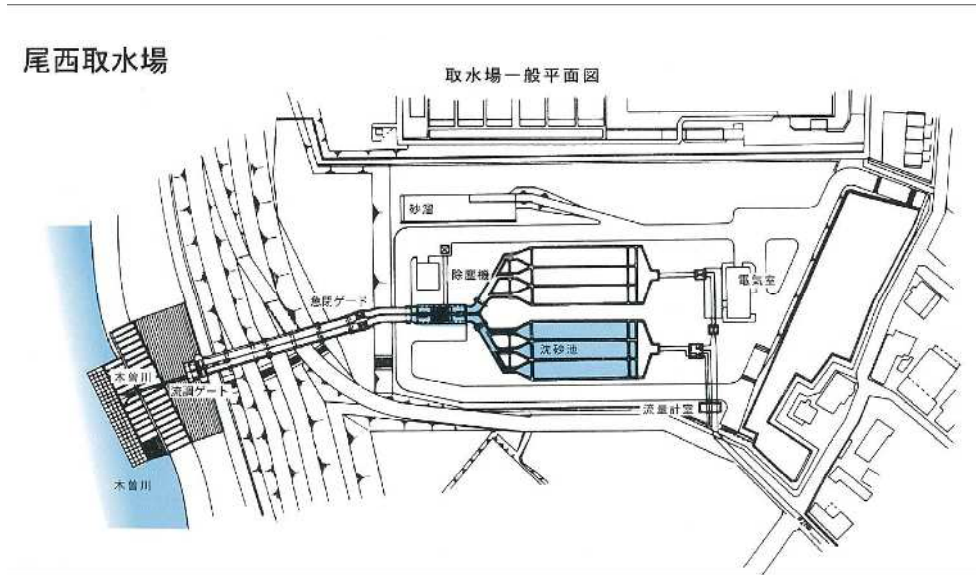 尾西取水場
取水場一般平面図
砂溜
除塵機
電気室
急閉ゲート
沈砂池
木曽川
流調ゲート
流量計室
木曽川